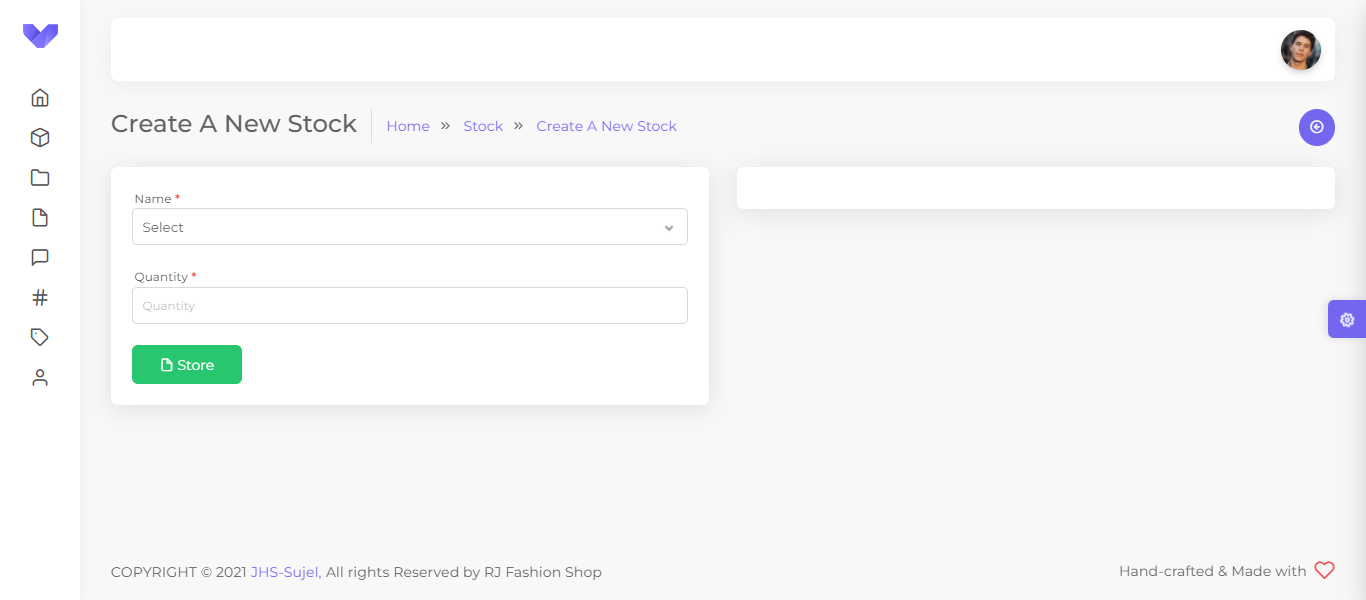 Create A New Stock
Home » Stock » Create A New Stock
Name *
Select
Quantity *
Quantity
Store
COPYRIGHT © 2021 JHS-Sujel, All rights Reserved by RJ Fashion Shop
Hand-crafted & Made with